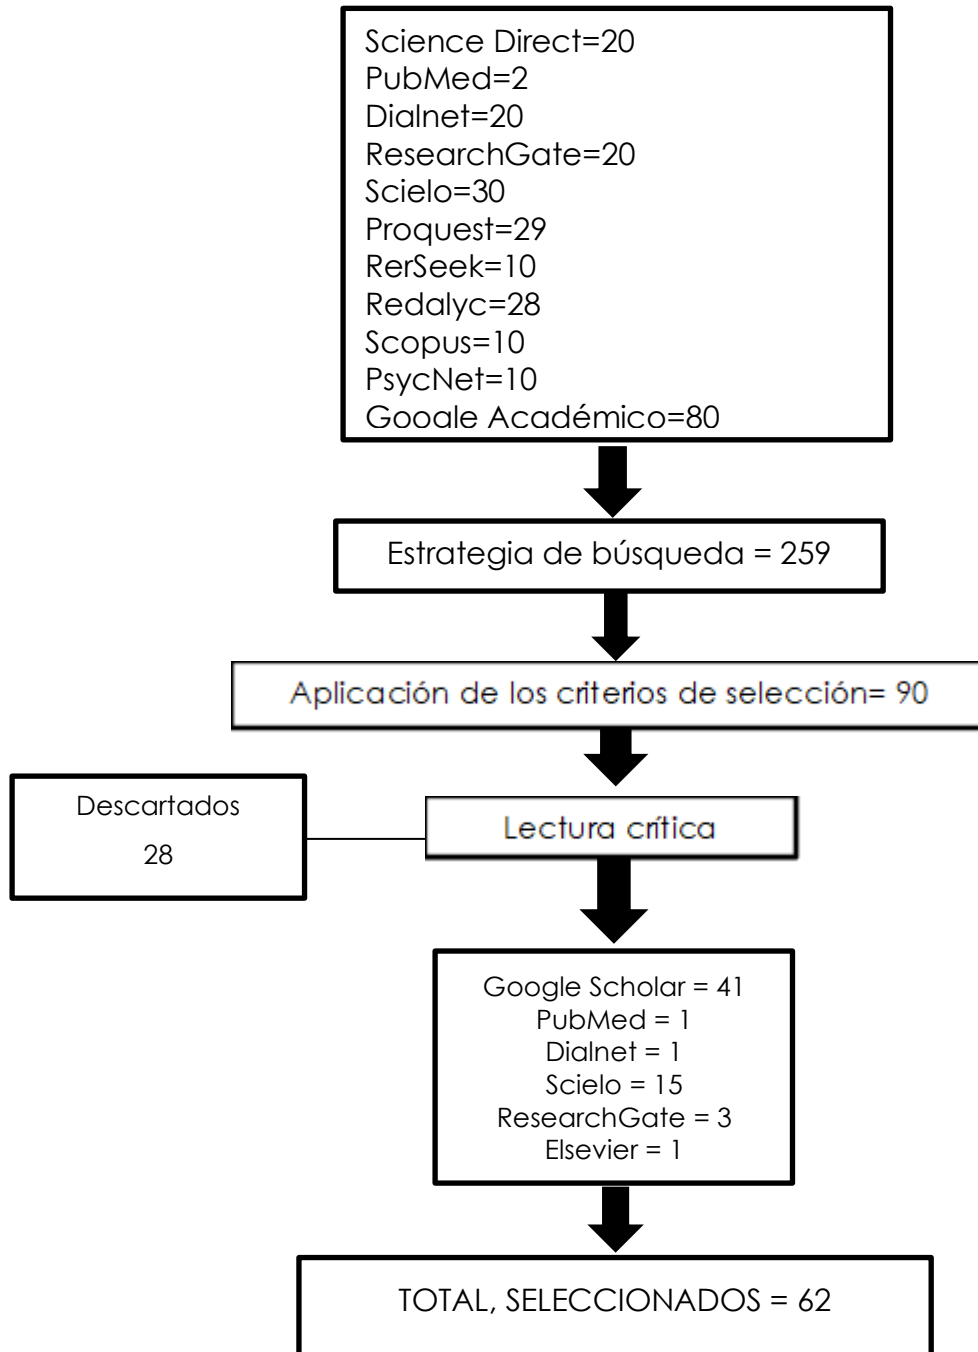 Science Direct=20
PubMed=2
Dialnet=20
ResearchGate=20
Scielo=30
Proquest=29
RerSeek=10
Redalyc=28
Scopus=10
PsycNet=10
Google Académico=80
Estrategia de búsqueda = 259
Aplicación de los criterios de selección= 90
Descartados
28
Lectura crítica
Google Scholar = 41
PubMed = 1
Dialnet = 1
Scielo = 15
ResearchGate = 3
Elsevier = 1
TOTAL, SELECCIONADOS = 62